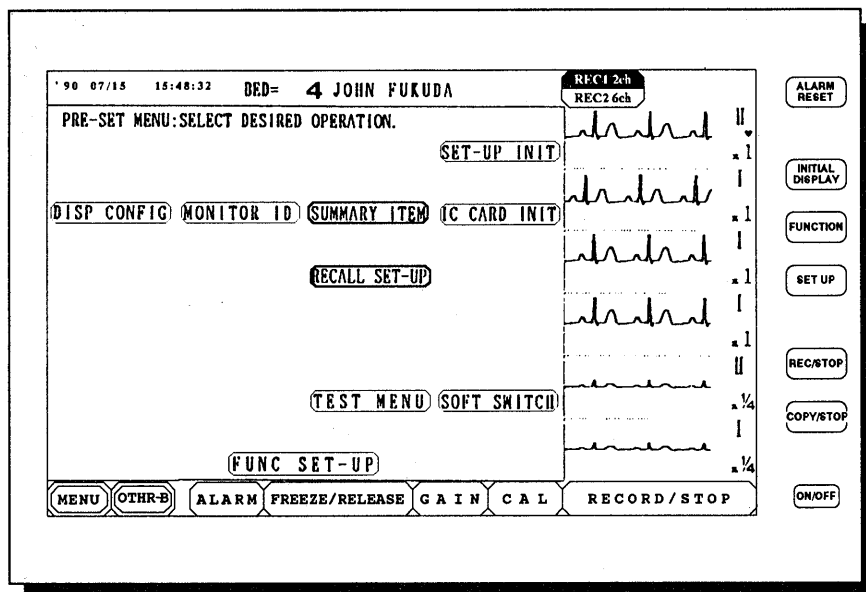 '90 07/15 15:48:32 BED= 4 JOHN FUKUDA
REC1 2ch
REC2 6ch
PRE-SET MENU:SELECT DESIRED OPERATION.
SET-UP INIT
DISP CONFIG MONITOR ID SUMMARY ITEM IC CARD INIT
RECALL SET-UP
TEST MENU SOFT SWITCH
FUNC SET-UP
MENU OTHR-B ALARM FREEZE/RELEASE GAIN CAL RECORD/STOP
II
x1
I
x1
I
x1
I
x1
II
x1/4
I
x1/4
ALARM
RESET
INITIAL
DISPLAY
FUNCTION
SET UP
REC/STOP
COPY/STOP
ON/OFF